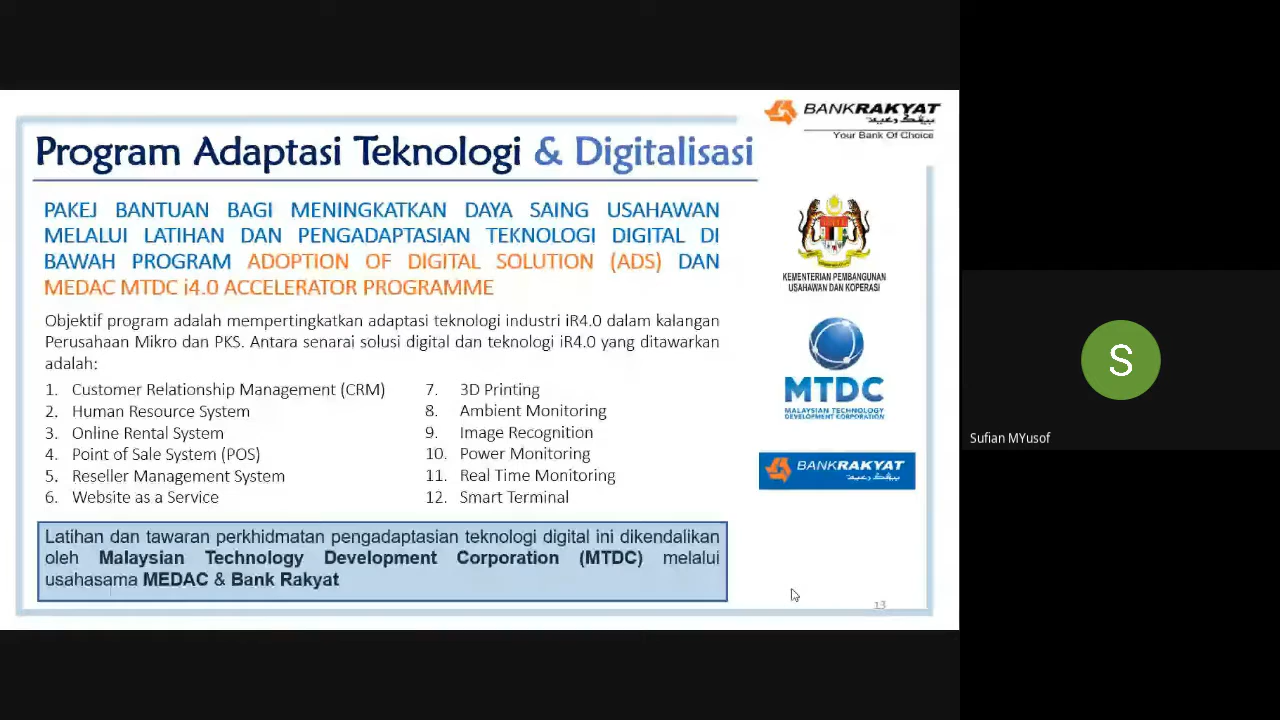 BANKRAKYAT
بيڠك رعية
Your Bank Of Choice
Program Adaptasi Teknologi & Digitalisasi
PAKEJ BANTUAN BAGI MENINGKATKAN DAYA SAING USAHAWAN
MELALUI LATIHAN DAN PENGADAPTASIAN TEKNOLOGI DIGITAL DI
BAWAH PROGRAM ADOPTION OF DIGITAL SOLUTION (ADS) DAN
MEDAC MTDC i4.0 ACCELERATOR PROGRAMME
Objektif program adalah mempertingkatkan adaptasi teknologi industri iR4.0 dalam kalangan
Perusahaan Mikro dan PKS. Antara senarai solusi digital dan teknologi iR4.0 yang ditawarkan
adalah:
1. Customer Relationship Management (CRM)
2. Human Resource System
3. Online Rental System
4. Point of Sale System (POS)
5. Reseller Management System
6. Website as a Service
7. 3D Printing
8. Ambient Monitoring
9. Image Recognition
10. Power Monitoring
11. Real Time Monitoring
12. Smart Terminal
Latihan dan tawaran perkhidmatan pengadaptasian teknologi digital ini dikendalikan
oleh Malaysian Technology Development Corporation (MTDC) melalui
usahasama MEDAC & Bank Rakyat
KEMENTERIAN PEMBANGUNAN
USAHAWAN DAN KOPERASI
MTDC
MALAYSIAN TECHNOLOGY
DEVELOPMENT CORPORATION
BANKRAKYAT
بيڠك رعية
13
S
Sufian MYusof